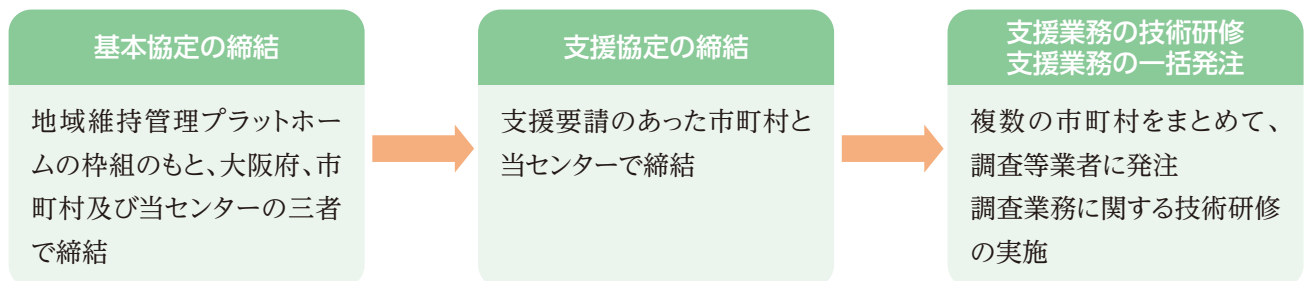 基本協定の締結
地域維持管理プラットホー
ムの枠組のもと、大阪府、市
町村及び当センターの三者
で締結
支援協定の締結
支援要請のあった市町村と
当センターで締結
支援業務の技術研修
支援業務の一括発注
複数の市町村をまとめて、
調査等業者に発注
調査業務に関する技術研修
の実施